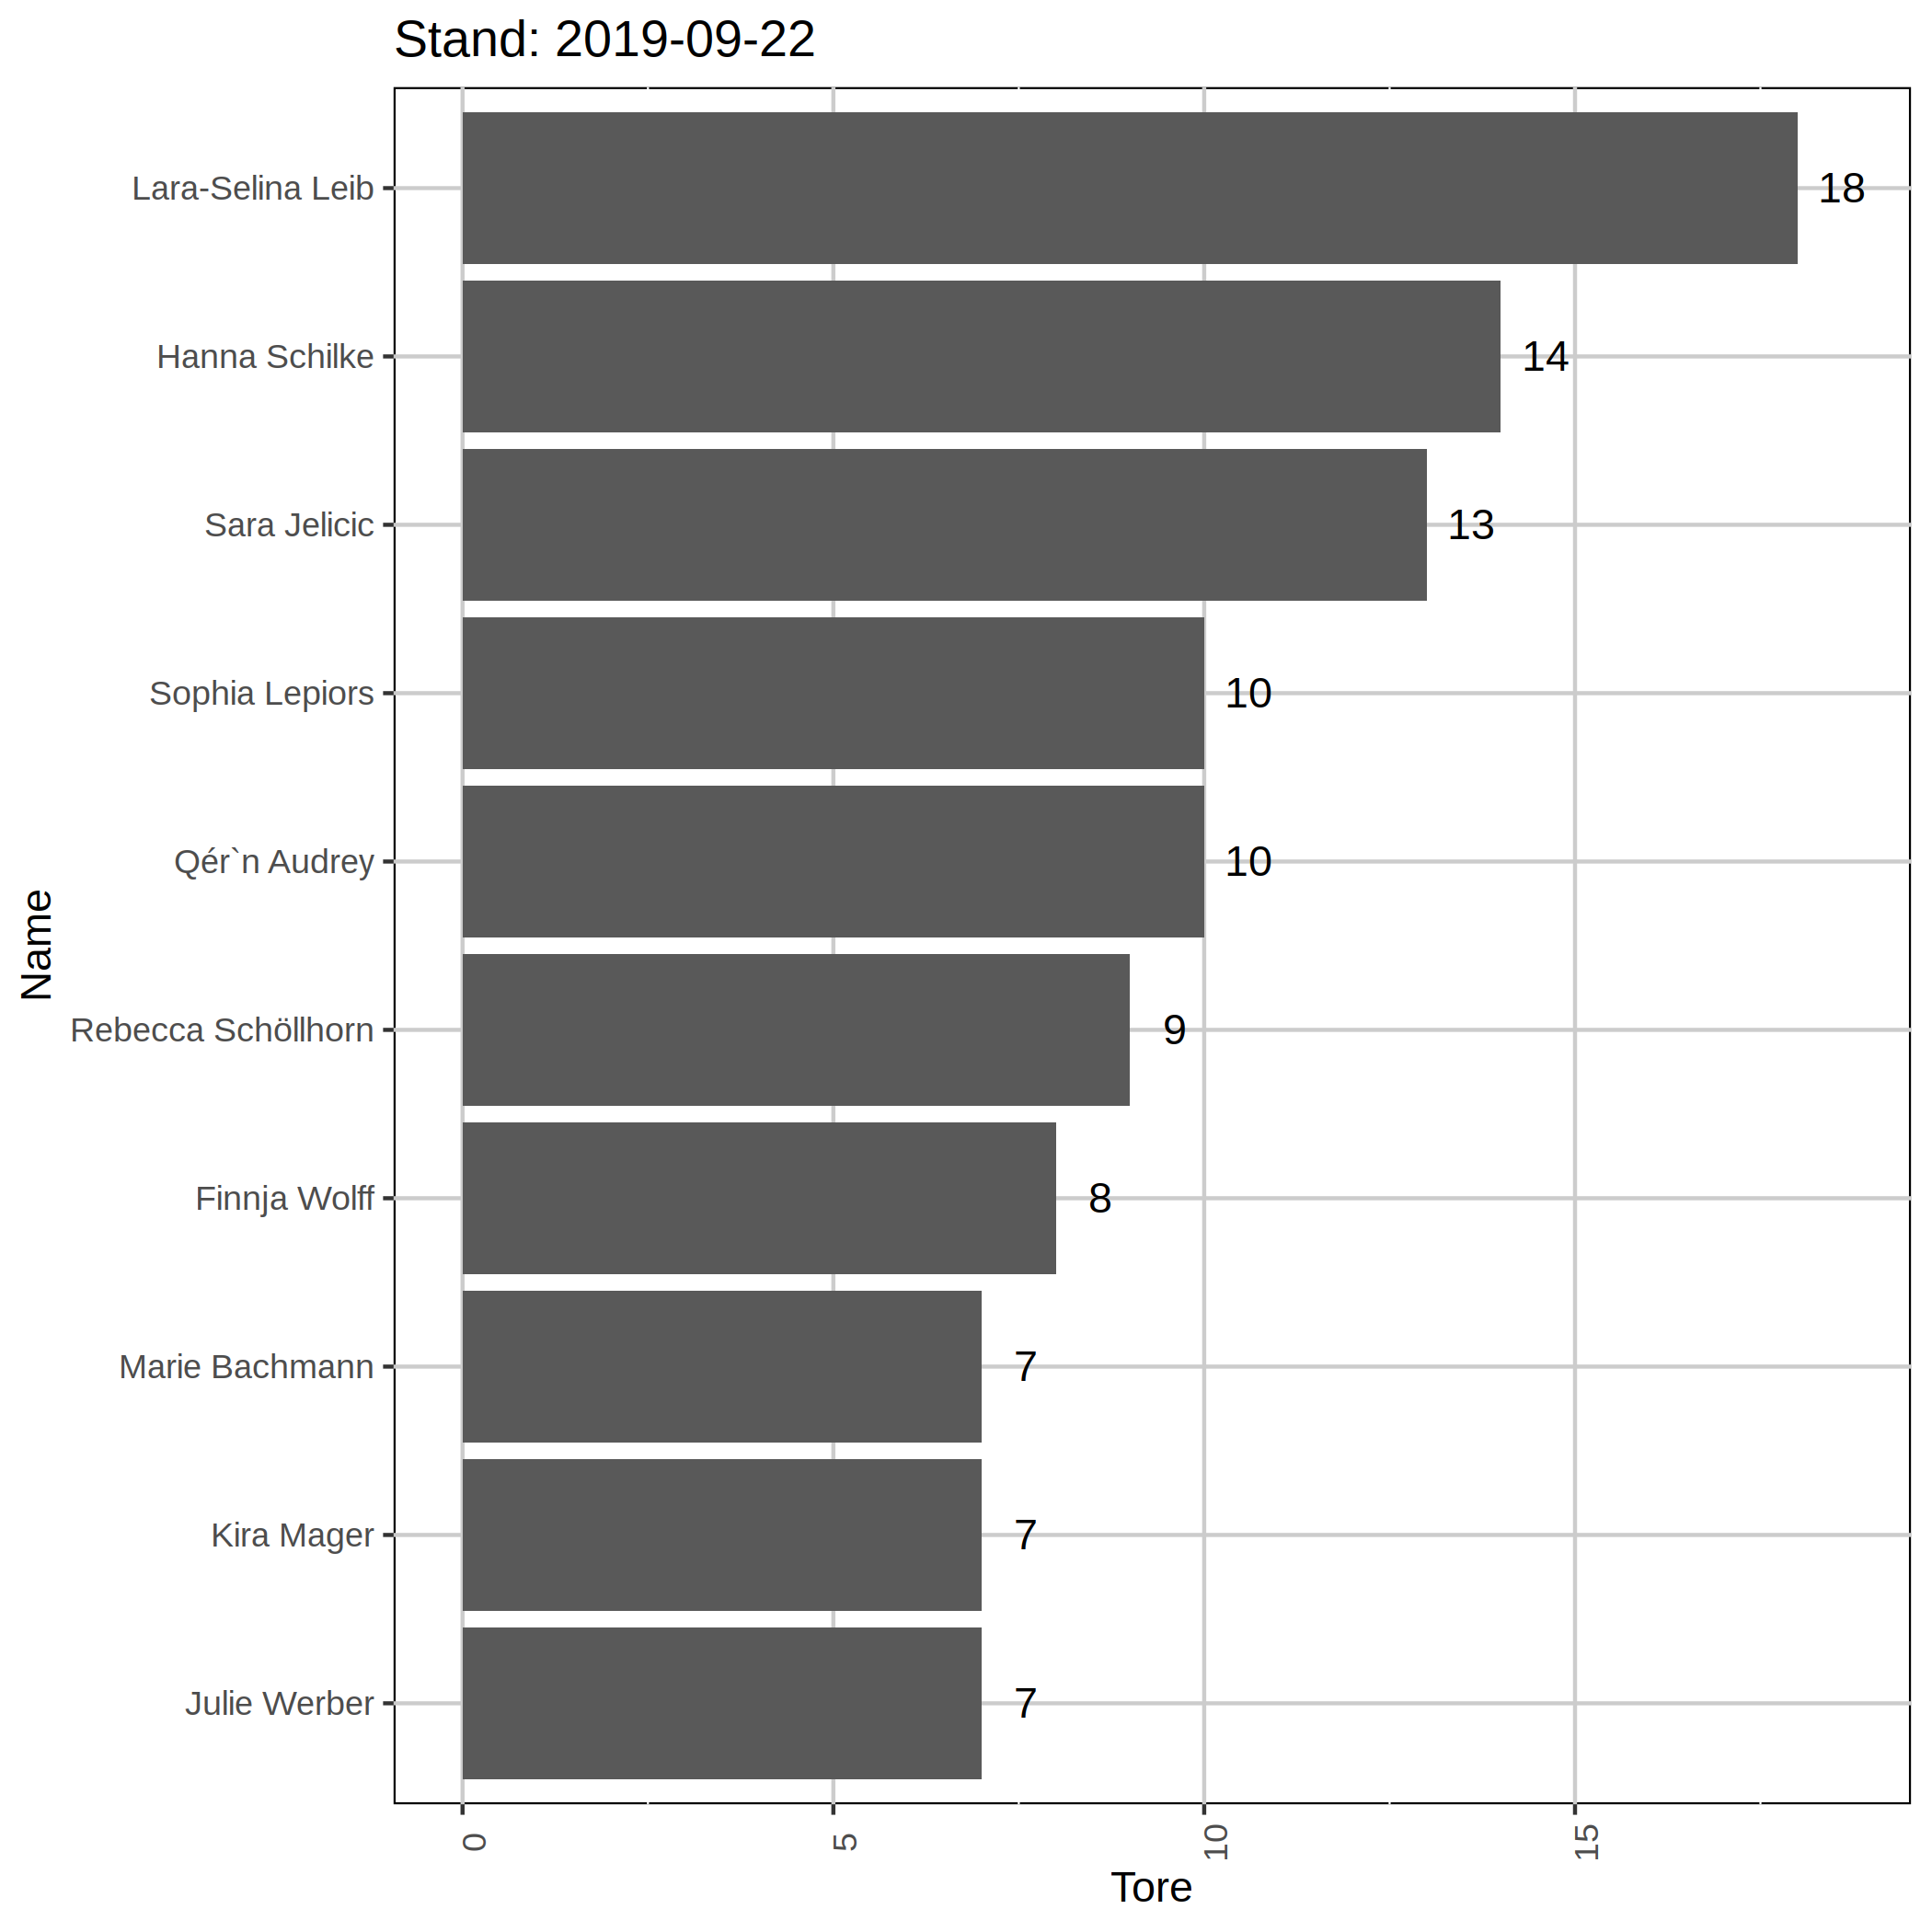 Stand: 2019-09-22
Lara-Selina Leib 18
Hanna Schilke 14
Sara Jelicic 13
Sophia Lepiors 10
Qér`n Audrey 10
Rebecca Schöllhorn 9
Finnja Wolff 8
Marie Bachmann 7
Kira Mager 7
Julie Werber 7
Name
0 5 10 15
Tore